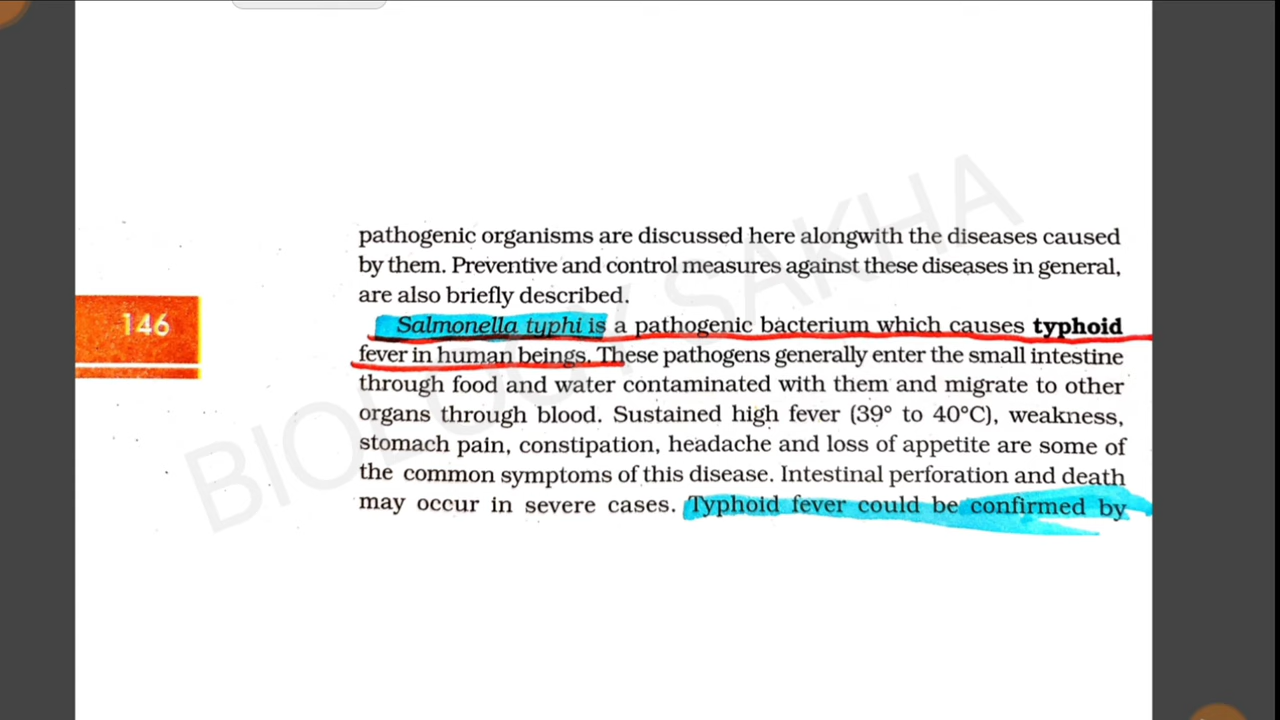 pathogenic organisms are discussed here alongwith the diseases caused
by them. Preventive and control measures against these diseases in general,
are also briefly described.
146
Salmonella typhi is a pathogenic bacterium which causes typhoid
fever in human beings. These pathogens generally enter the small intestine
through food and water contaminated with them and migrate to other
organs through blood. Sustained high fever (39° to 40°C), weakness,
stomach pain, constipation, headache and loss of appetite are some of
the common symptoms of this disease. Intestinal perforation and death
may occur in severe cases. Typhoid fever could be confirmed by
BIOLOGY SAKHA